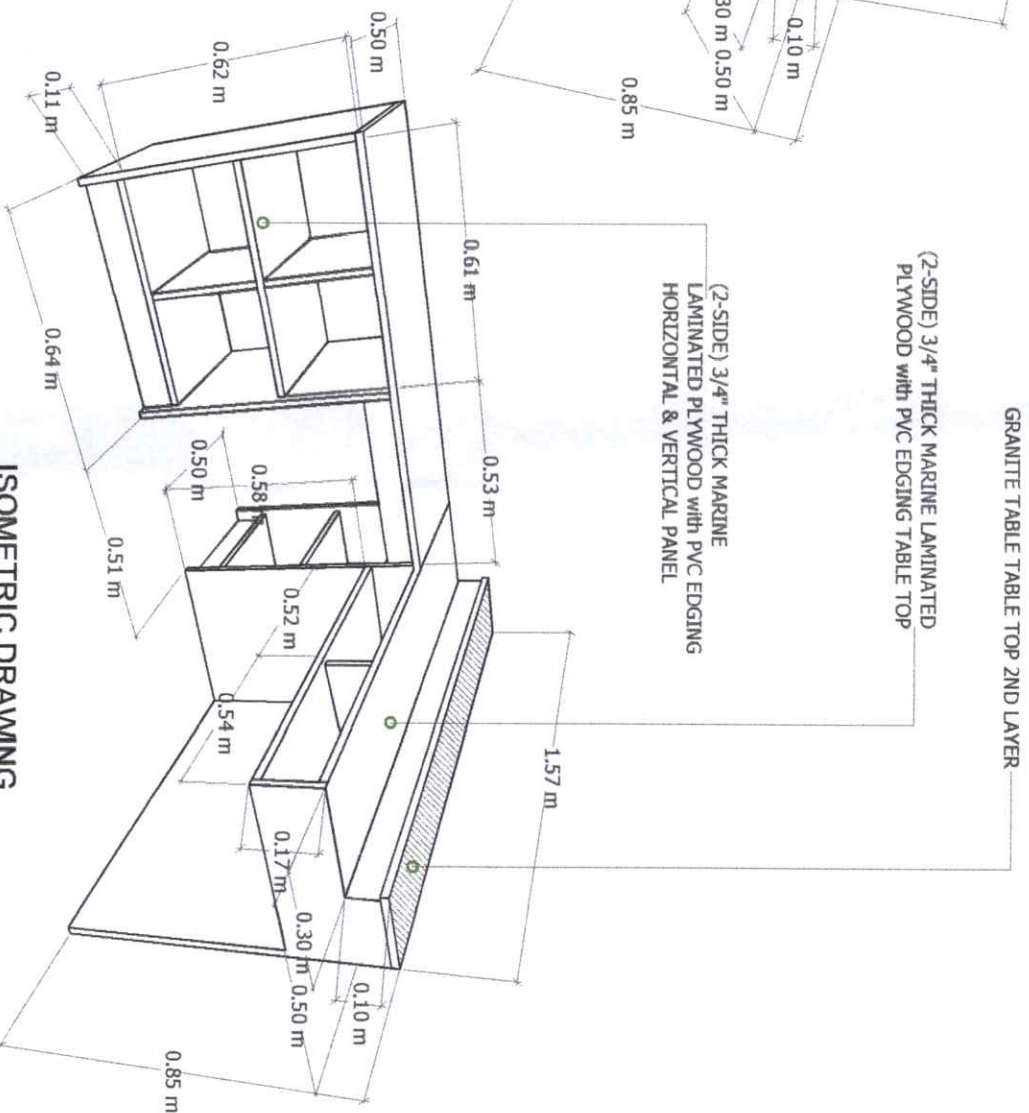 GRANITE TABLE TABLE TOP 2ND LAYER
(2-SIDE) 3/4" THICK MARINE LAMINATED
PLYWOOD with PVC EDGING TABLE TOP
(2-SIDE) 3/4" THICK MARINE
LAMINATED PLYWOOD with PVC EDGING
HORIZONTAL & VERTICAL PANEL
0.10 m
0.50 m
0.85 m
0.50 m
0.62 m
0.11 m
0.61 m
0.53 m
0.64 m
0.50 m
0.58
0.51 m
0.52 m
0.54 m
1.57 m
0.17 m
0.30 m
0.50 m
0.10 m
0.85 m
ISOMETRIC DRAWING